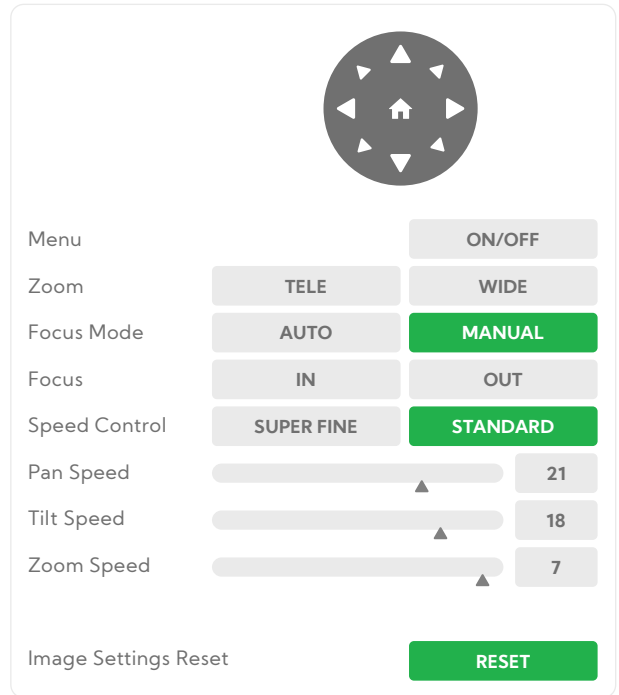 Menu ON/OFF
Zoom TELE WIDE
Focus Mode AUTO MANUAL
Focus IN OUT
Speed Control SUPER FINE STANDARD
Pan Speed 21
Tilt Speed 18
Zoom Speed 7
Image Settings Reset RESET